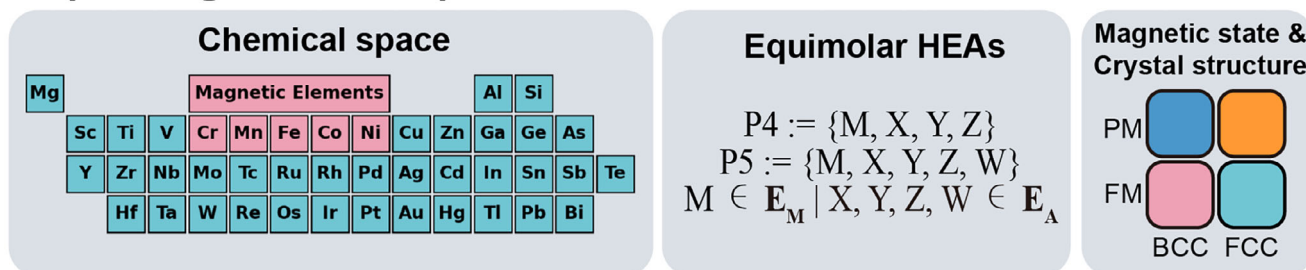 Chemical space
Mg Magnetic Elements Al Si
Sc Ti V Cr Mn Fe Co Ni Cu Zn Ga Ge As
Y Zr Nb Mo Tc Ru Rh Pd Ag Cd In Sn Sb Te
Hf Ta W Re Os Ir Pt Au Hg Tl Pb Bi
Equimolar HEAs
P4 := {M, X, Y, Z}
P5 := {M, X, Y, Z, W}
M ∈ E_M | X, Y, Z, W ∈ E_A
Magnetic state &
Crystal structure
PM
FM
BCC FCC